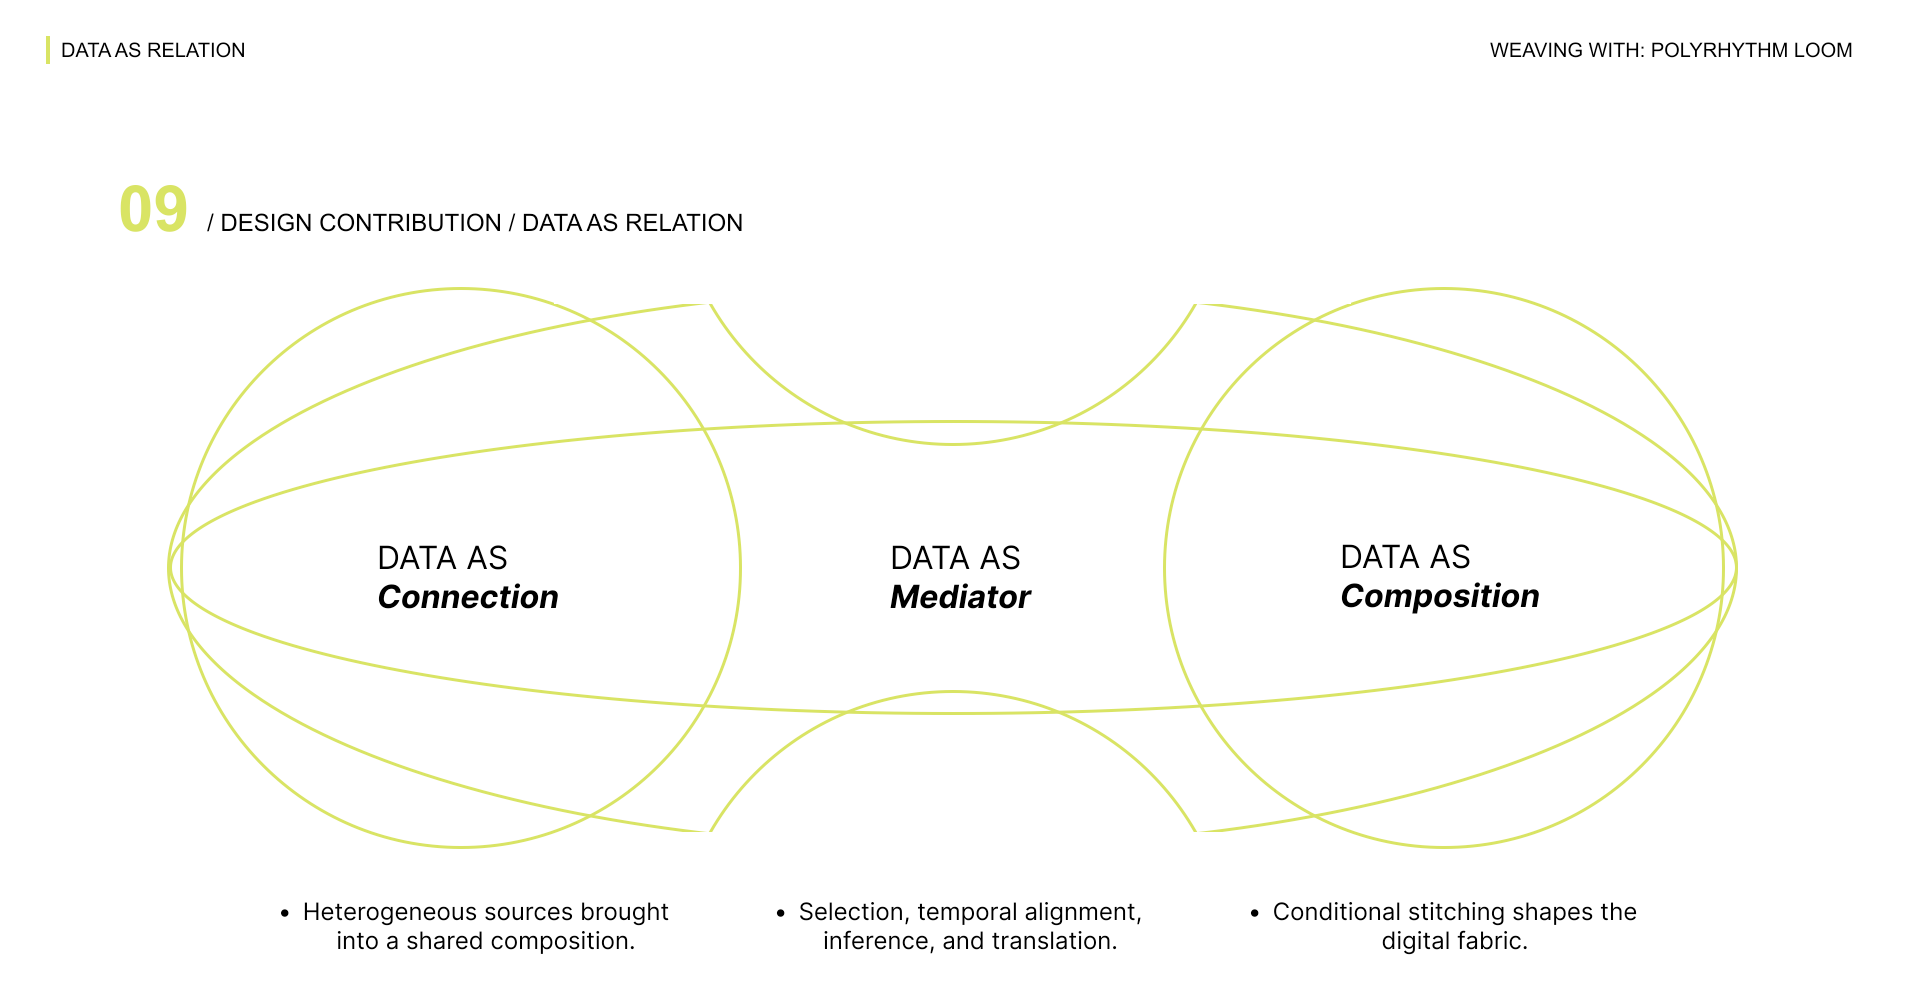 DATA AS RELATION
WEAVING WITH: POLYRHYTHM LOOM
09 / DESIGN CONTRIBUTION / DATA AS RELATION
DATA AS
Connection
DATA AS
Mediator
DATA AS
Composition
• Heterogeneous sources brought
into a shared composition.
• Selection, temporal alignment,
inference, and translation.
• Conditional stitching shapes the
digital fabric.